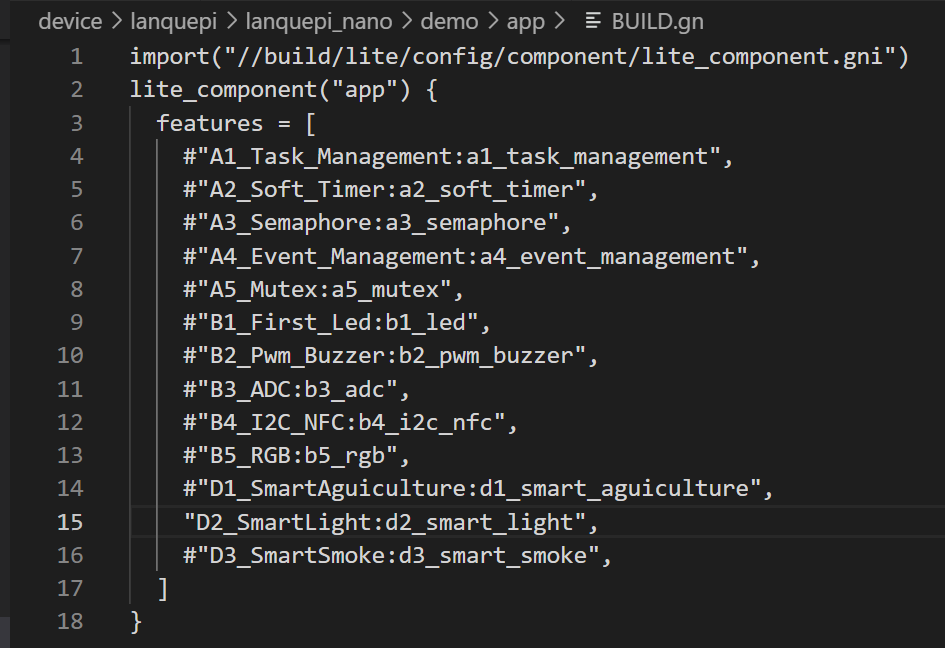 device > lanquepi > lanquepi_nano > demo > app > BUILD.gn
1 import("//build/lite/config/component/lite_component.gni")
2 lite_component("app") {
3 features = [
4 #"A1_Task_Management:a1_task_management",
5 #"A2_Soft_Timer:a2_soft_timer",
6 #"A3_Semaphore:a3_semaphore",
7 #"A4_Event_Management:a4_event_management",
8 #"A5_Mutex:a5_mutex",
9 #"B1_First_Led:b1_led",
10 #"B2_Pwm_Buzzer:b2_pwm_buzzer",
11 #"B3_ADC:b3_adc",
12 #"B4_I2C_NFC:b4_i2c_nfc",
13 #"B5_RGB:b5_rgb",
14 #"D1_SmartAguiculture:d1_smart_aguiculture",
15 "D2_SmartLight:d2_smart_light",
16 #"D3_SmartSmoke:d3_smart_smoke",
17 ]
18 }